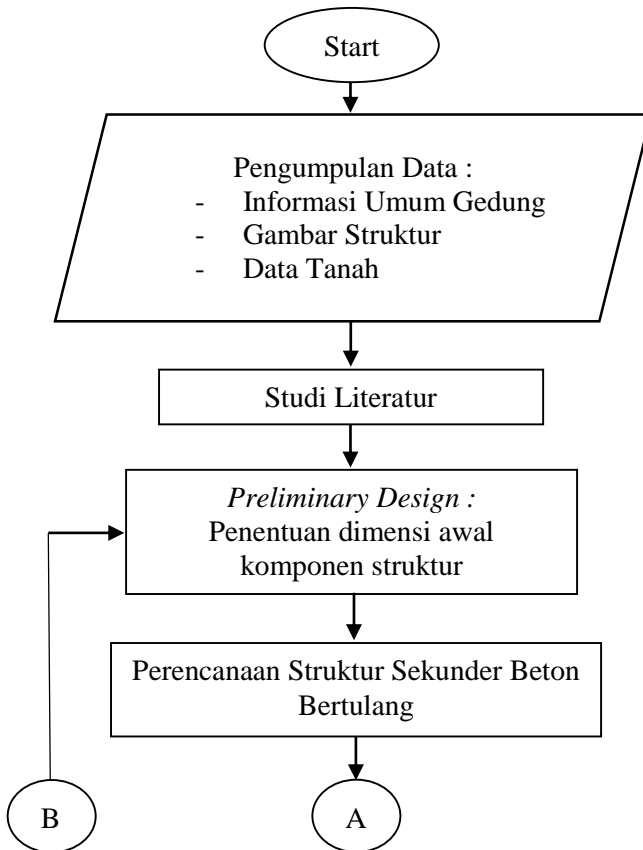 Start
Pengumpulan Data :
- Informasi Umum Gedung
- Gambar Struktur
- Data Tanah
Studi Literatur
Preliminary Design :
Penentuan dimensi awal
komponen struktur
Perencanaan Struktur Sekunder Beton
Bertulang
B
A